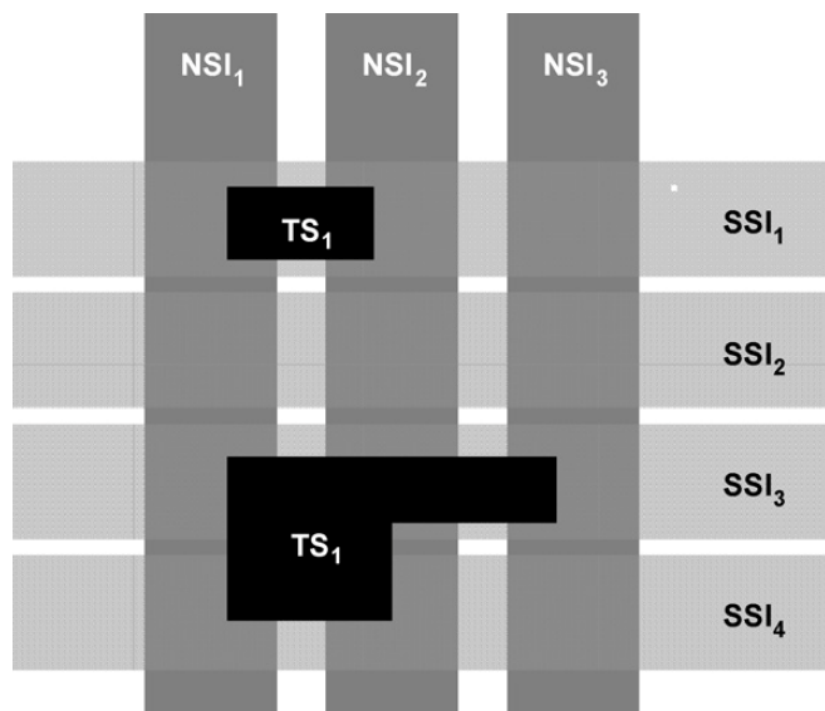 NSI₁ NSI₂ NSI₃
TS₁ SSI₁
SSI₂
SSI₃
TS₁
SSI₄